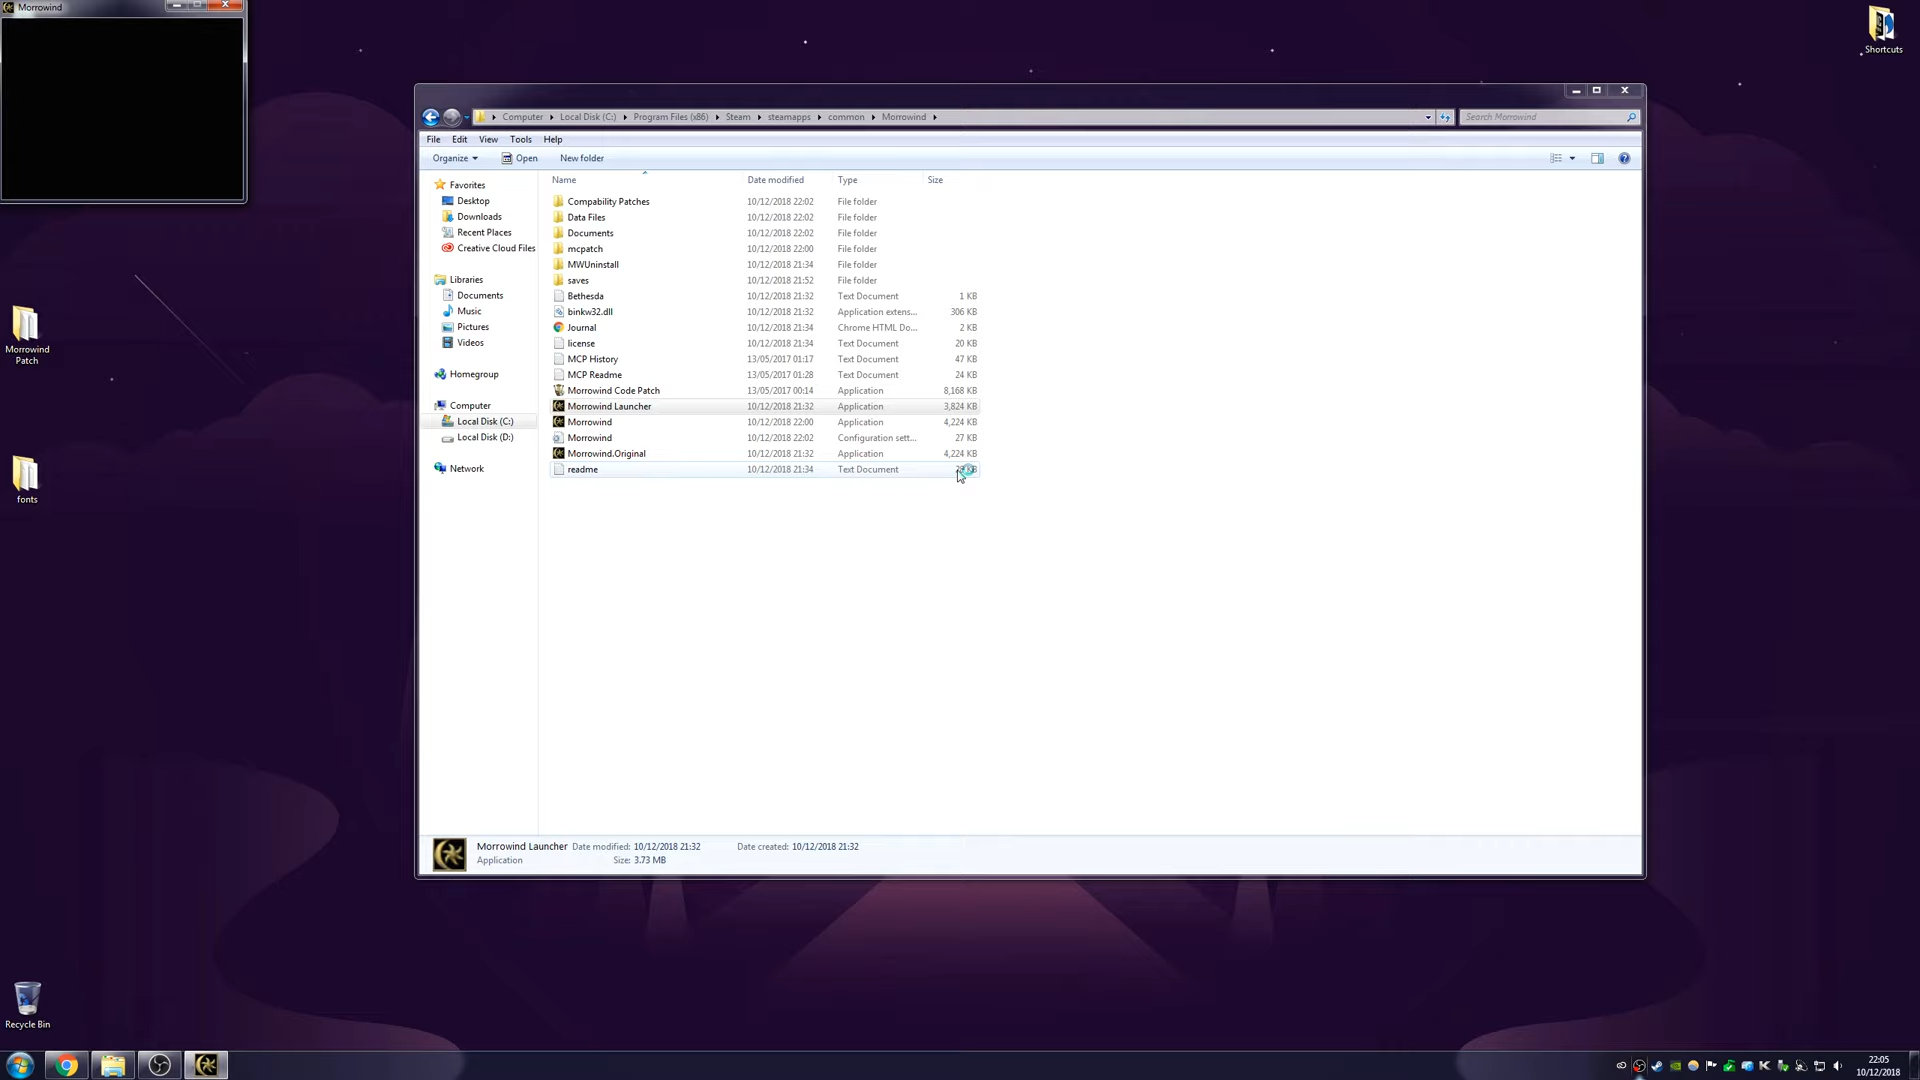 Morrowind
Shortcuts
Computer Local Disk (C:) Program Files (x86) Steam steamapps common Morrowind
Search Morrowind
File Edit View Tools Help
Organize Open New folder
Name Date modified Type Size
Favorites
Desktop
Downloads
Recent Places
Creative Cloud Files
Libraries
Documents
Music
Pictures
Videos
Homegroup
Computer
Local Disk (C:)
Local Disk (D:)
Network
Compability Patches 10/12/2018 22:02 File folder
Data Files 10/12/2018 22:02 File folder
Documents 10/12/2018 22:02 File folder
mcpatch 10/12/2018 22:00 File folder
MWUninstall 10/12/2018 21:34 File folder
saves 10/12/2018 21:52 File folder
Bethesda 10/12/2018 21:32 Text Document 1 KB
binkw32.dll 10/12/2018 21:32 Application extens... 306 KB
Journal 10/12/2018 21:34 Chrome HTML Do... 2 KB
license 10/12/2018 21:34 Text Document 20 KB
MCP History 13/05/2017 01:17 Text Document 47 KB
MCP Readme 13/05/2017 01:28 Text Document 24 KB
Morrowind Code Patch 13/05/2017 00:14 Application 8,168 KB
Morrowind Launcher 10/12/2018 21:32 Application 3,824 KB
Morrowind 10/12/2018 22:00 Application 4,224 KB
Morrowind 10/12/2018 22:02 Configuration sett... 27 KB
Morrowind.Original 10/12/2018 21:32 Application 4,224 KB
readme 10/12/2018 21:34 Text Document
Morrowind Launcher Date modified: 10/12/2018 21:32 Date created: 10/12/2018 21:32
Application Size: 3.73 MB
Morrowind
Patch
fonts
Recycle Bin
22:05
10/12/2018